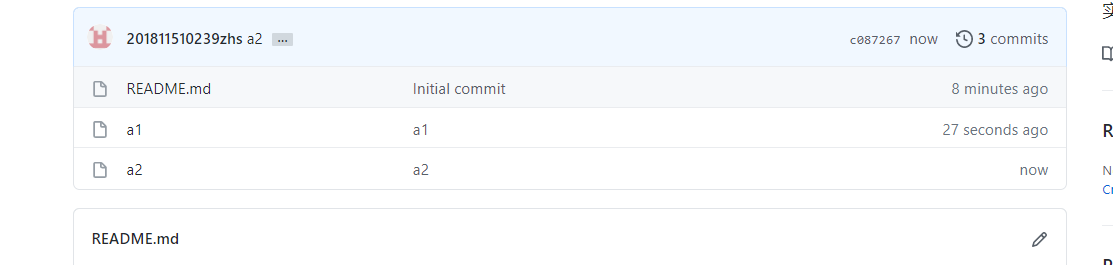 201811510239zhs a2 ... c087267 now 3 commits
README.md Initial commit 8 minutes ago
a1 a1 27 seconds ago
a2 a2 now
README.md